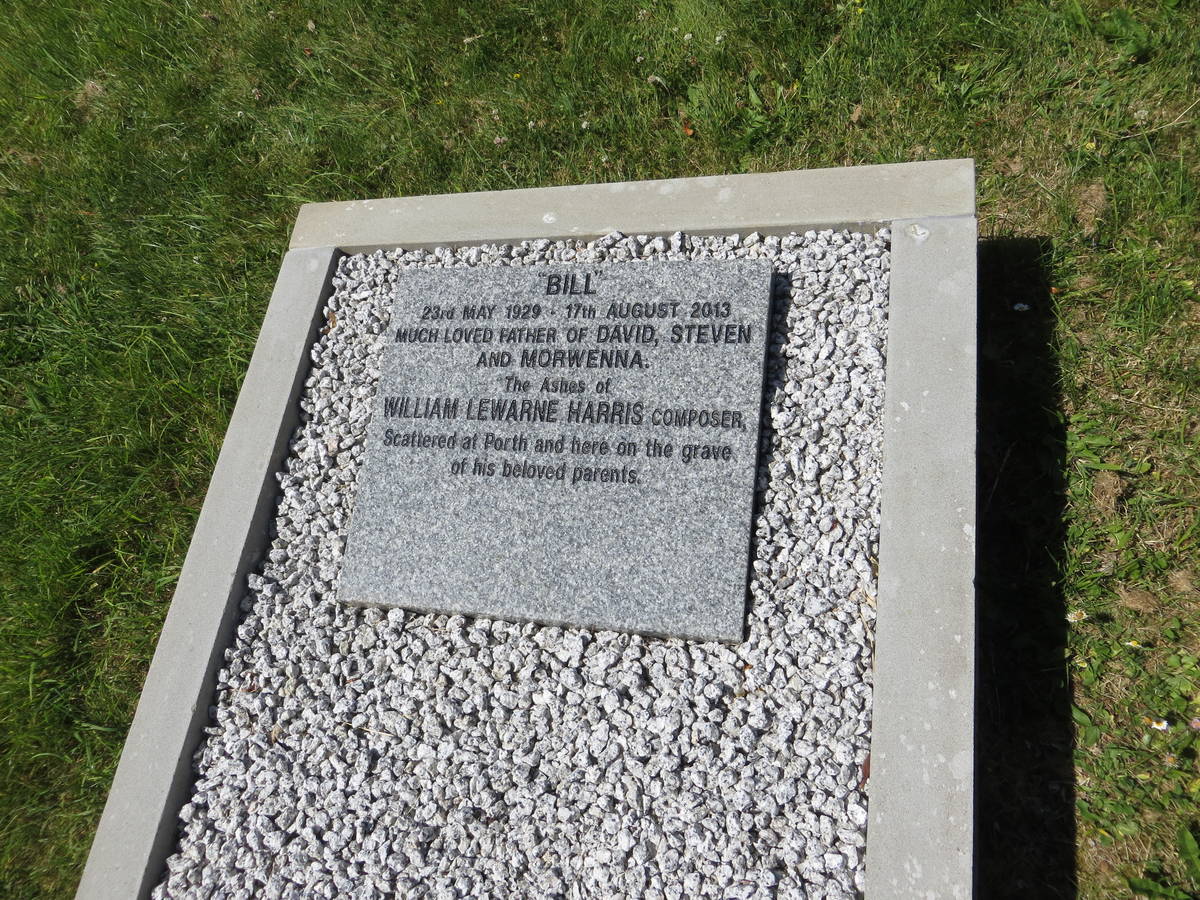 "BILL"
23rd MAY 1929 - 17th AUGUST 2013
MUCH LOVED FATHER OF DAVID, STEVEN
AND MORWENNA.
The Ashes of
WILLIAM LEWARNE HARRIS COMPOSER,
Scattered at Porth and here on the grave
of his beloved parents.